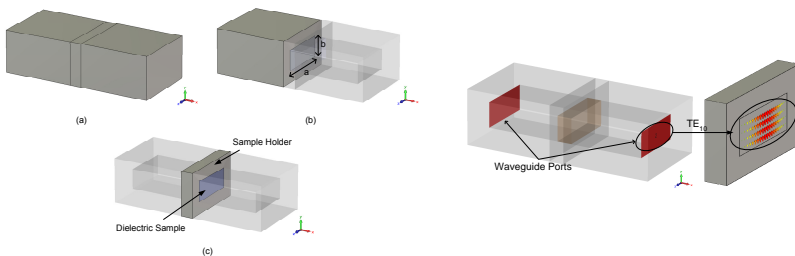 b
a
(a)
(b)
Sample Holder
Dielectric Sample
(c)
Waveguide Ports
TE10